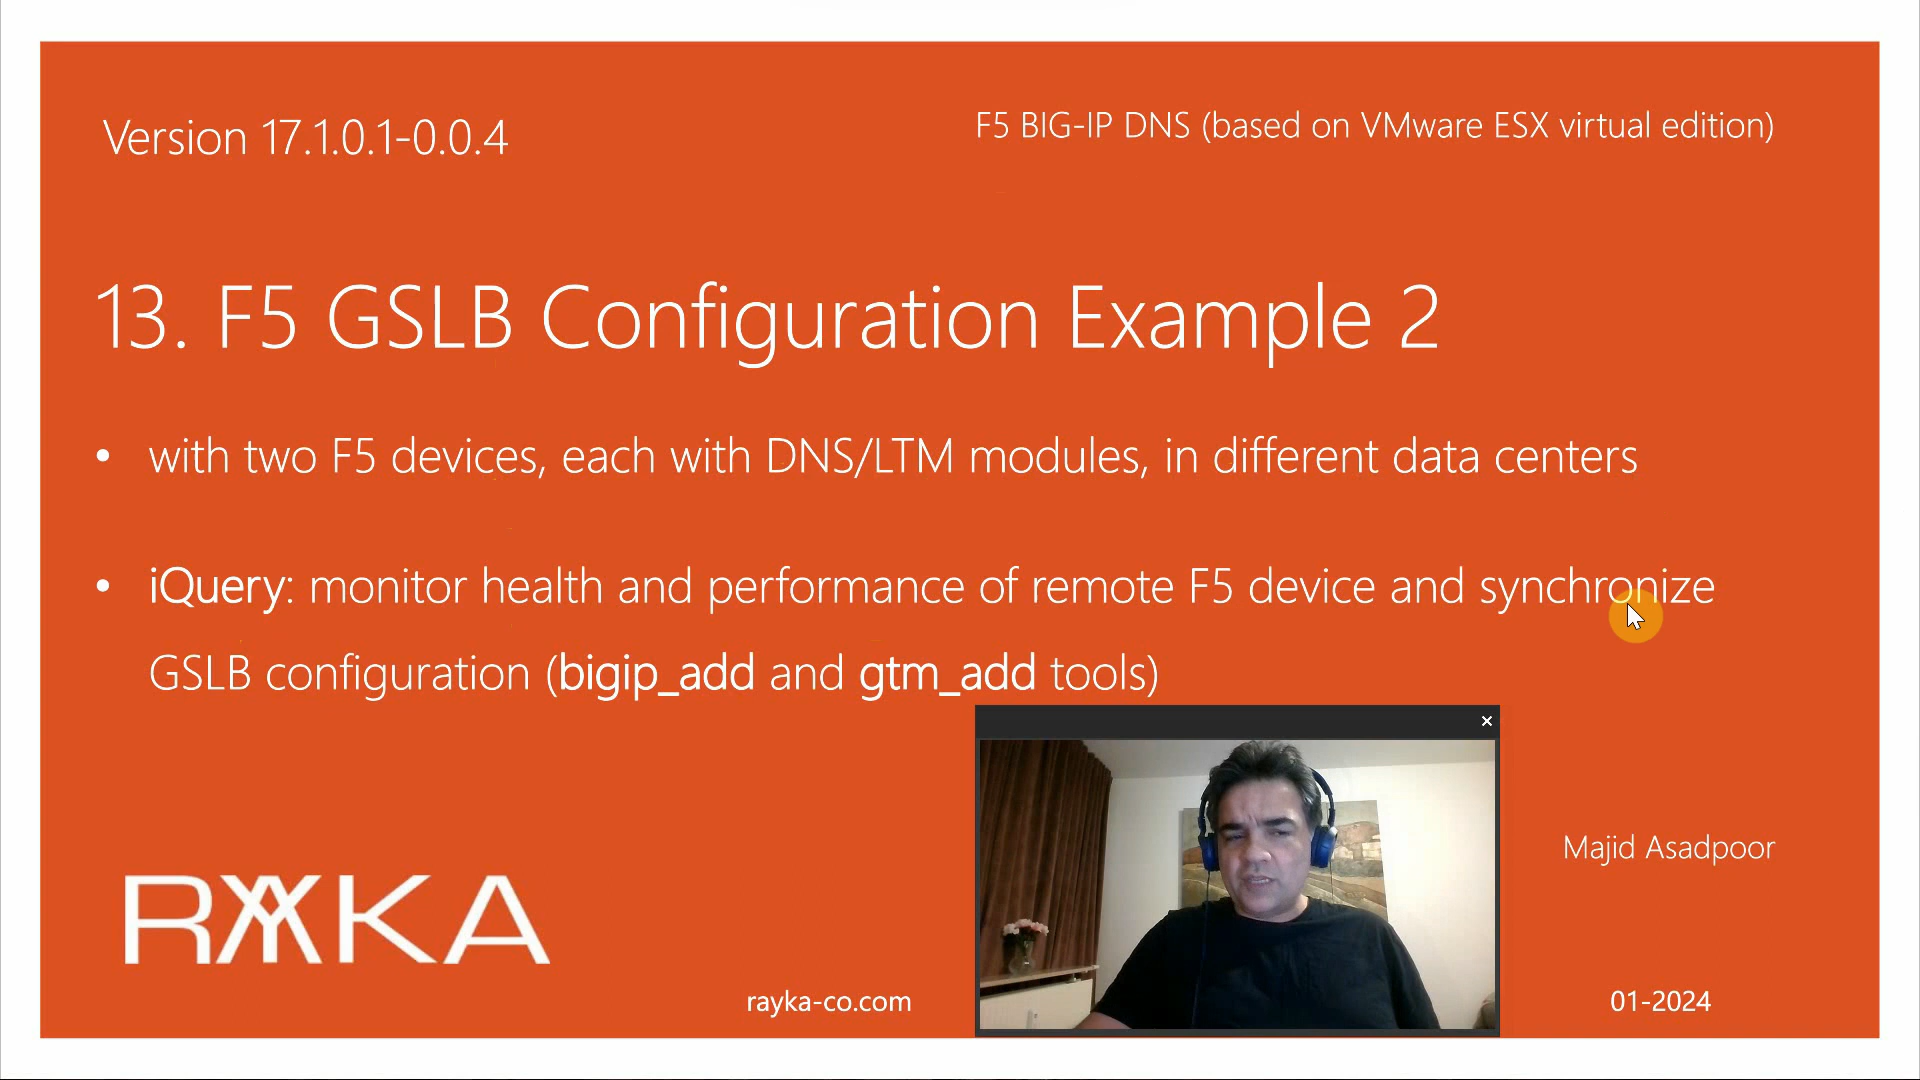 Version 17.1.0.1-0.0.4
F5 BIG-IP DNS (based on VMware ESX virtual edition)
13. F5 GSLB Configuration Example 2
• with two F5 devices, each with DNS/LTM modules, in different data centers
• iQuery: monitor health and performance of remote F5 device and synchronize
GSLB configuration (bigip_add and gtm_add tools)
Majid Asadpoor
RAYKA
rayka-co.com
01-2024